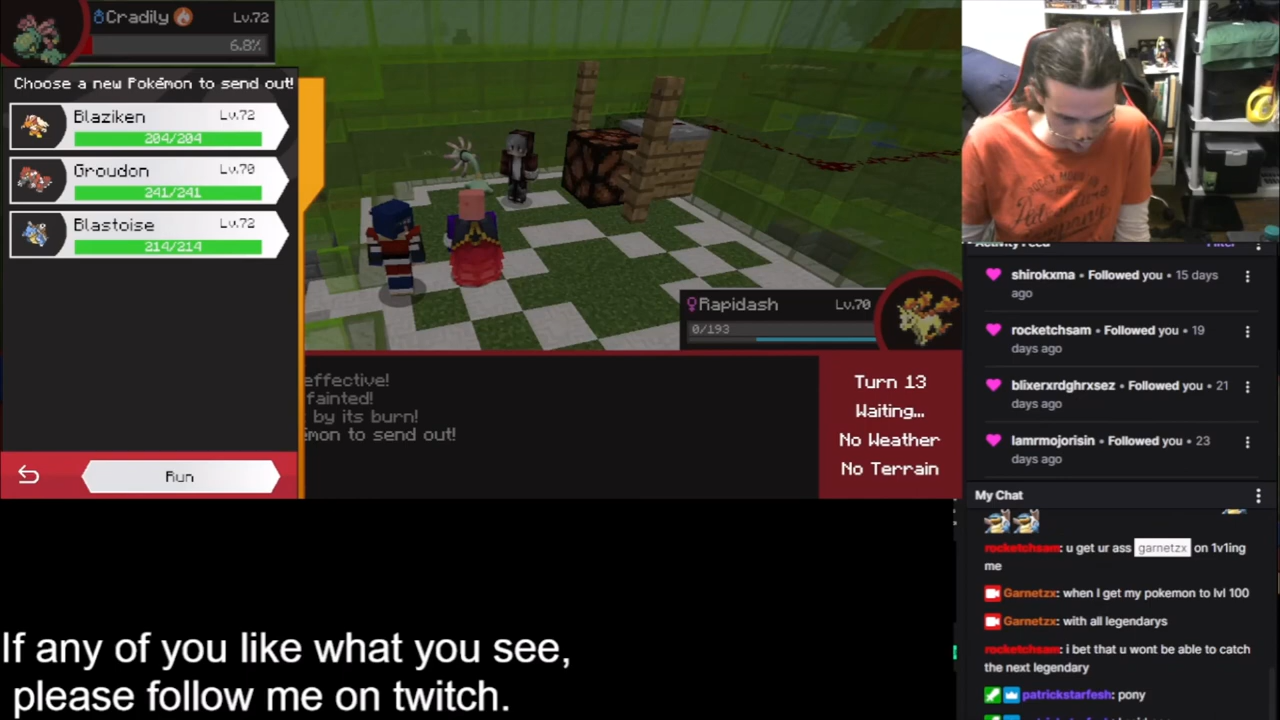 Cradily Lv.72
6.8%
Choose a new Pokémon to send out!
Blaziken Lv.72
204/204
Groudon Lv.70
241/241
Blastoise Lv.72
214/214
Run
Rapidash Lv.70
0/193
effective!
fainted!
by its burn!
émon to send out!
Turn 13
Waiting...
No Weather
No Terrain
Activity Feed Filter
shirokxma • Followed you • 15 days
ago
rocketchsam • Followed you • 19
days ago
blixerxrdghrxsez • Followed you • 21
days ago
My Chat
rocketchsam: u get ur ass garnetzx on 1v1ing
me
Garnetzx: when I get my pokemon to lvl 100
Garnetzx: with all legendarys
rocketchsam: i bet that u wont be able to catch
the next legendary
patrickstarfesh: pony
If any of you like what you see,
please follow me on twitch.